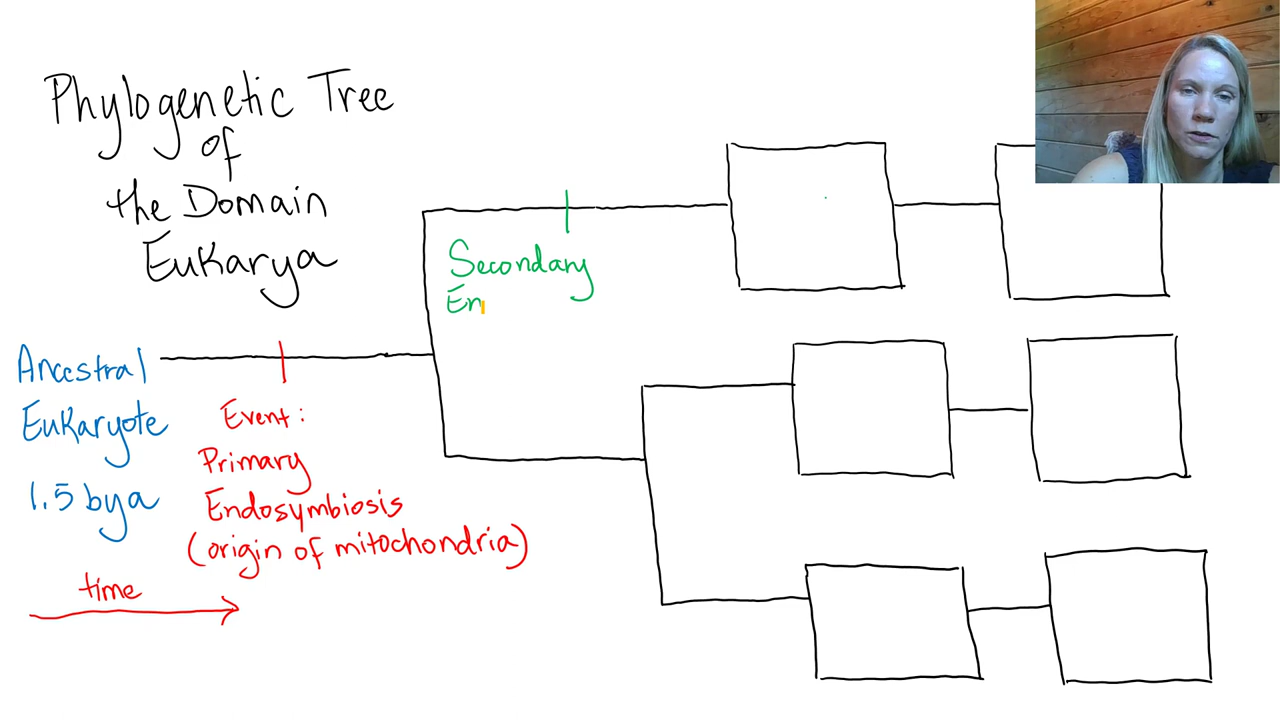 Phylogenetic Tree
of
the Domain
Eukarya
Secondary
En
Ancestral
Eukaryote
1.5 bya
Event:
Primary
Endosymbiosis
(origin of mitochondria)
time